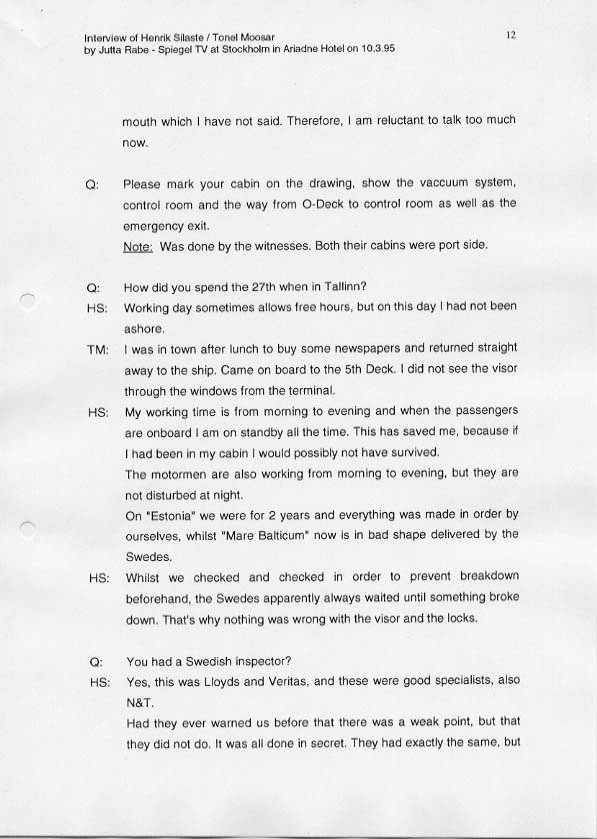 Interview of Henrik Silaste / Tonel Moosar 12
by Jutta Rabe - Spiegel TV at Stockholm in Ariadne Hotel on 10.3.95
mouth which I have not said. Therefore, I am reluctant to talk too much
now.
Q: Please mark your cabin on the drawing, show the vaccuum system,
control room and the way from O-Deck to control room as well as the
emergency exit.
Note: Was done by the witnesses. Both their cabins were port side.
Q: How did you spend the 27th when in Tallinn?
HS: Working day sometimes allows free hours, but on this day I had not been
ashore.
TM: I was in town after lunch to buy some newspapers and returned straight
away to the ship. Came on board to the 5th Deck. I did not see the visor
through the windows from the terminal.
HS: My working time is from morning to evening and when the passengers
are onboard I am on standby all the time. This has saved me, because if
I had been in my cabin I would possibly not have survived.
The motormen are also working from morning to evening, but they are
not disturbed at night.
On "Estonia" we were for 2 years and everything was made in order by
ourselves, whilst "Mare Balticum" now is in bad shape delivered by the
Swedes.
HS: Whilst we checked and checked in order to prevent breakdown
beforehand, the Swedes apparently always waited until something broke
down. That's why nothing was wrong with the visor and the locks.
Q: You had a Swedish inspector?
HS: Yes, this was Lloyds and Veritas, and these were good specialists, also
N&T.
Had they ever warned us before that there was a weak point, but that
they did not do. It was all done in secret. They had exactly the same, but